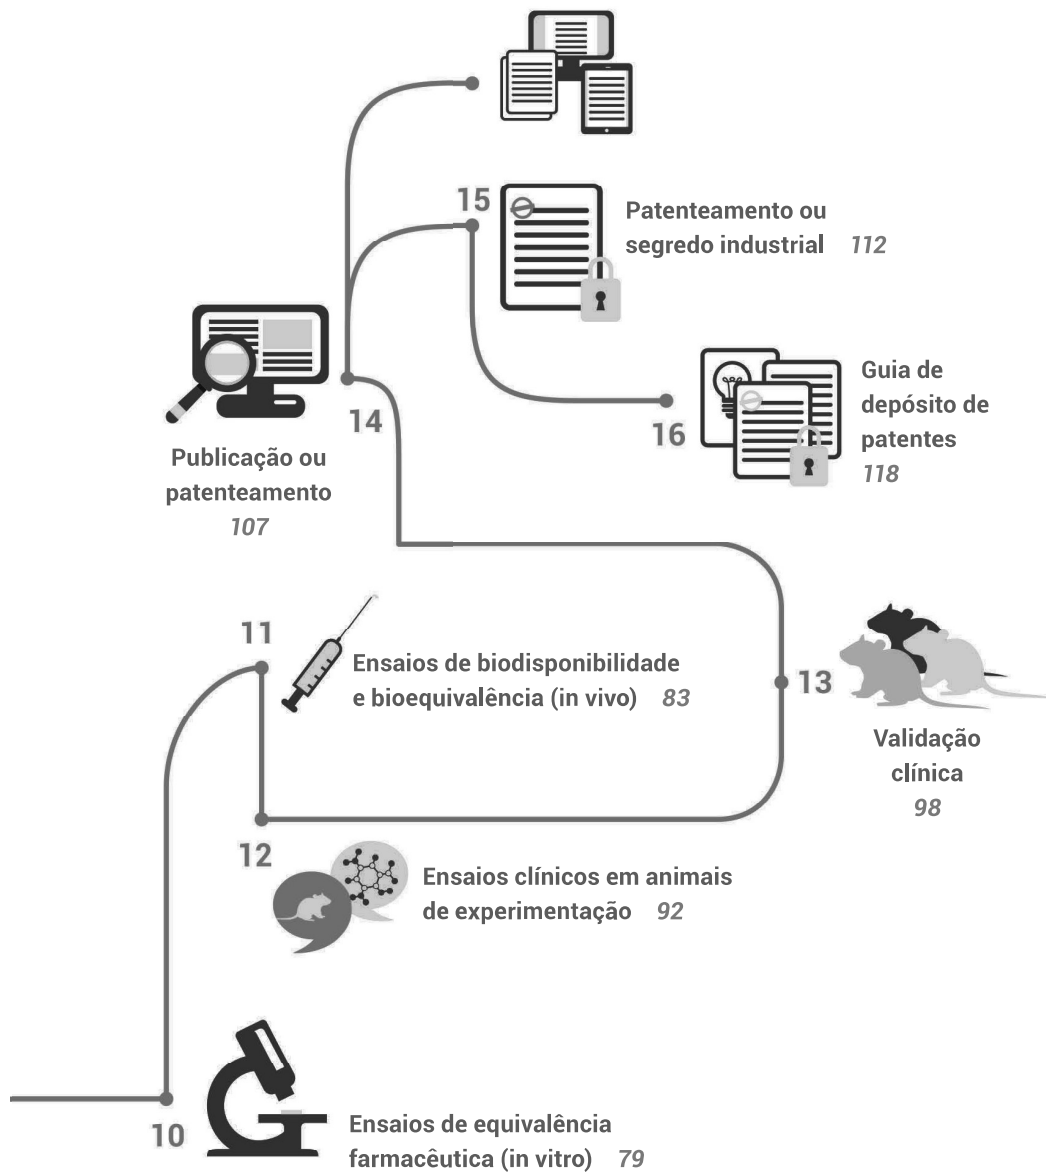 15
Patenteamento ou
segredo industrial 112
14
Publicação ou
patenteamento
107
16
Guia de
depósito de
patentes
118
11
Ensaios de biodisponibilidade
e bioequivalência (in vivo) 83
13
Validação
clínica
98
12
Ensaios clínicos em animais
de experimentação 92
10
Ensaios de equivalência
farmacêutica (in vitro) 79